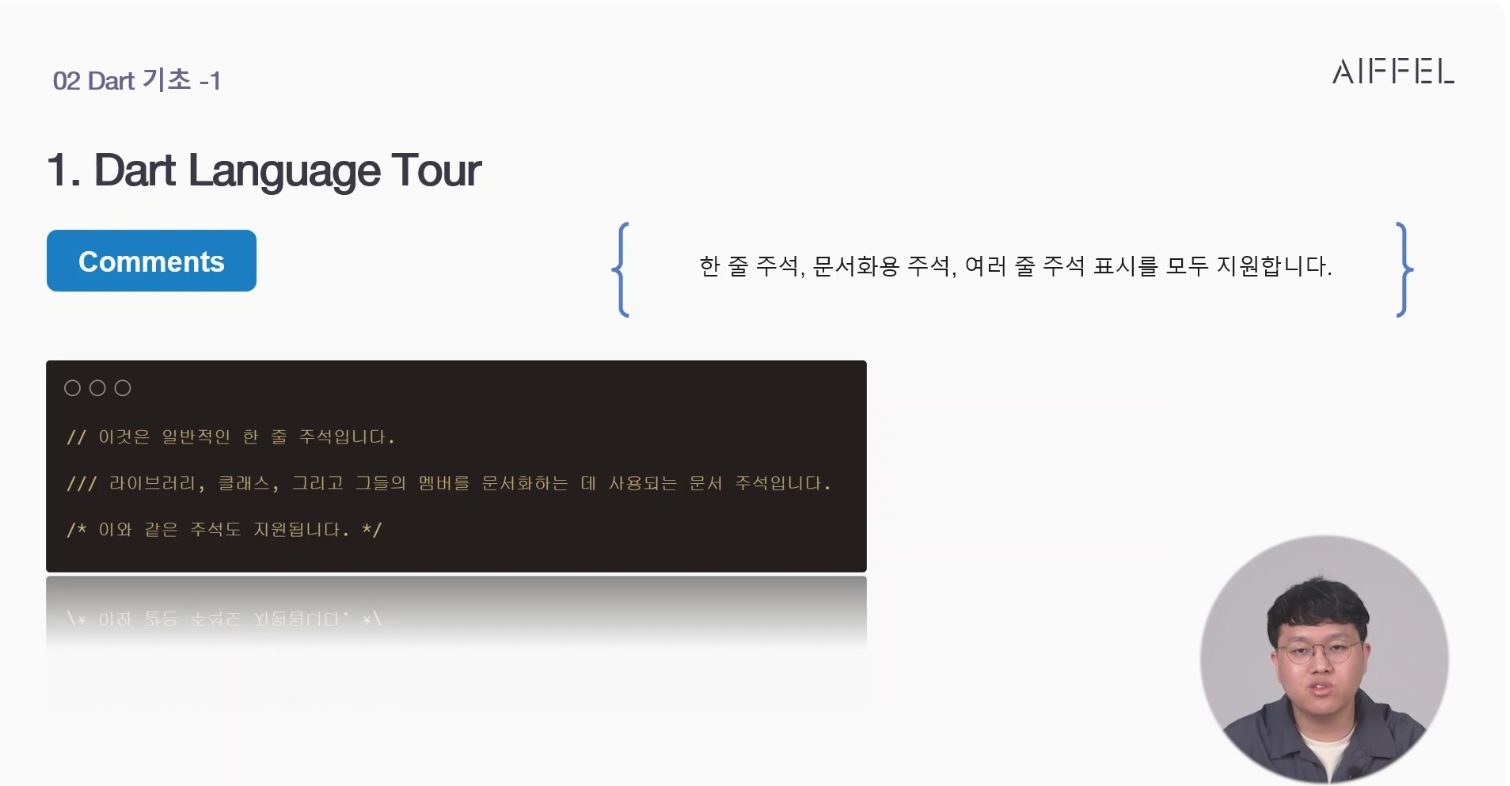 02 Dart 기초 -1
AIFFEL
1. Dart Language Tour
Comments
한 줄 주석, 문서화용 주석, 여러 줄 주석 표시를 모두 지원합니다.
// 이것은 일반적인 한 줄 주석입니다.
/// 라이브러리, 클래스, 그리고 그들의 멤버를 문서화하는 데 사용되는 문서 주석입니다.
/* 이와 같은 주석도 지원됩니다. */